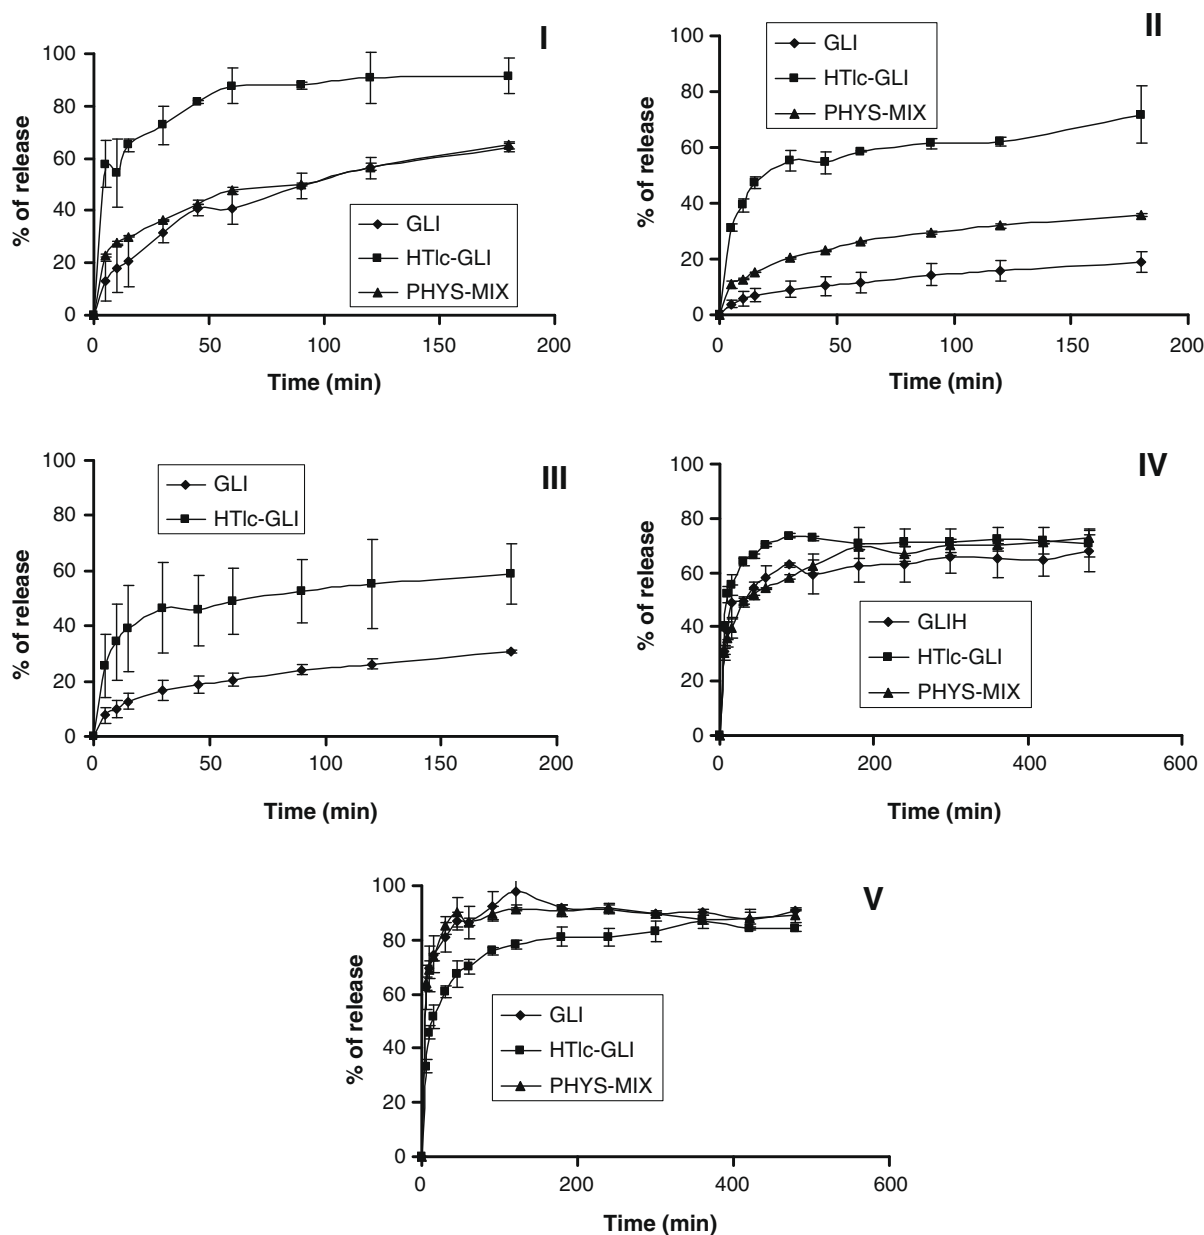 I
% of release
100
80
60
40
20
0
0 50 100 150 200
Time (min)
GLI
HTlc-GLI
PHYS-MIX
II
% of release
100
80
60
40
20
0
0 50 100 150 200
Time (min)
GLI
HTlc-GLI
PHYS-MIX
III
% of release
100
80
60
40
20
0
0 50 100 150 200
Time (min)
GLI
HTlc-GLI
IV
% of release
100
80
60
40
20
0
0 200 400 600
Time (min)
GLIH
HTlc-GLI
PHYS-MIX
V
% of release
100
80
60
40
20
0
0 200 400 600
Time (min)
GLI
HTlc-GLI
PHYS-MIX